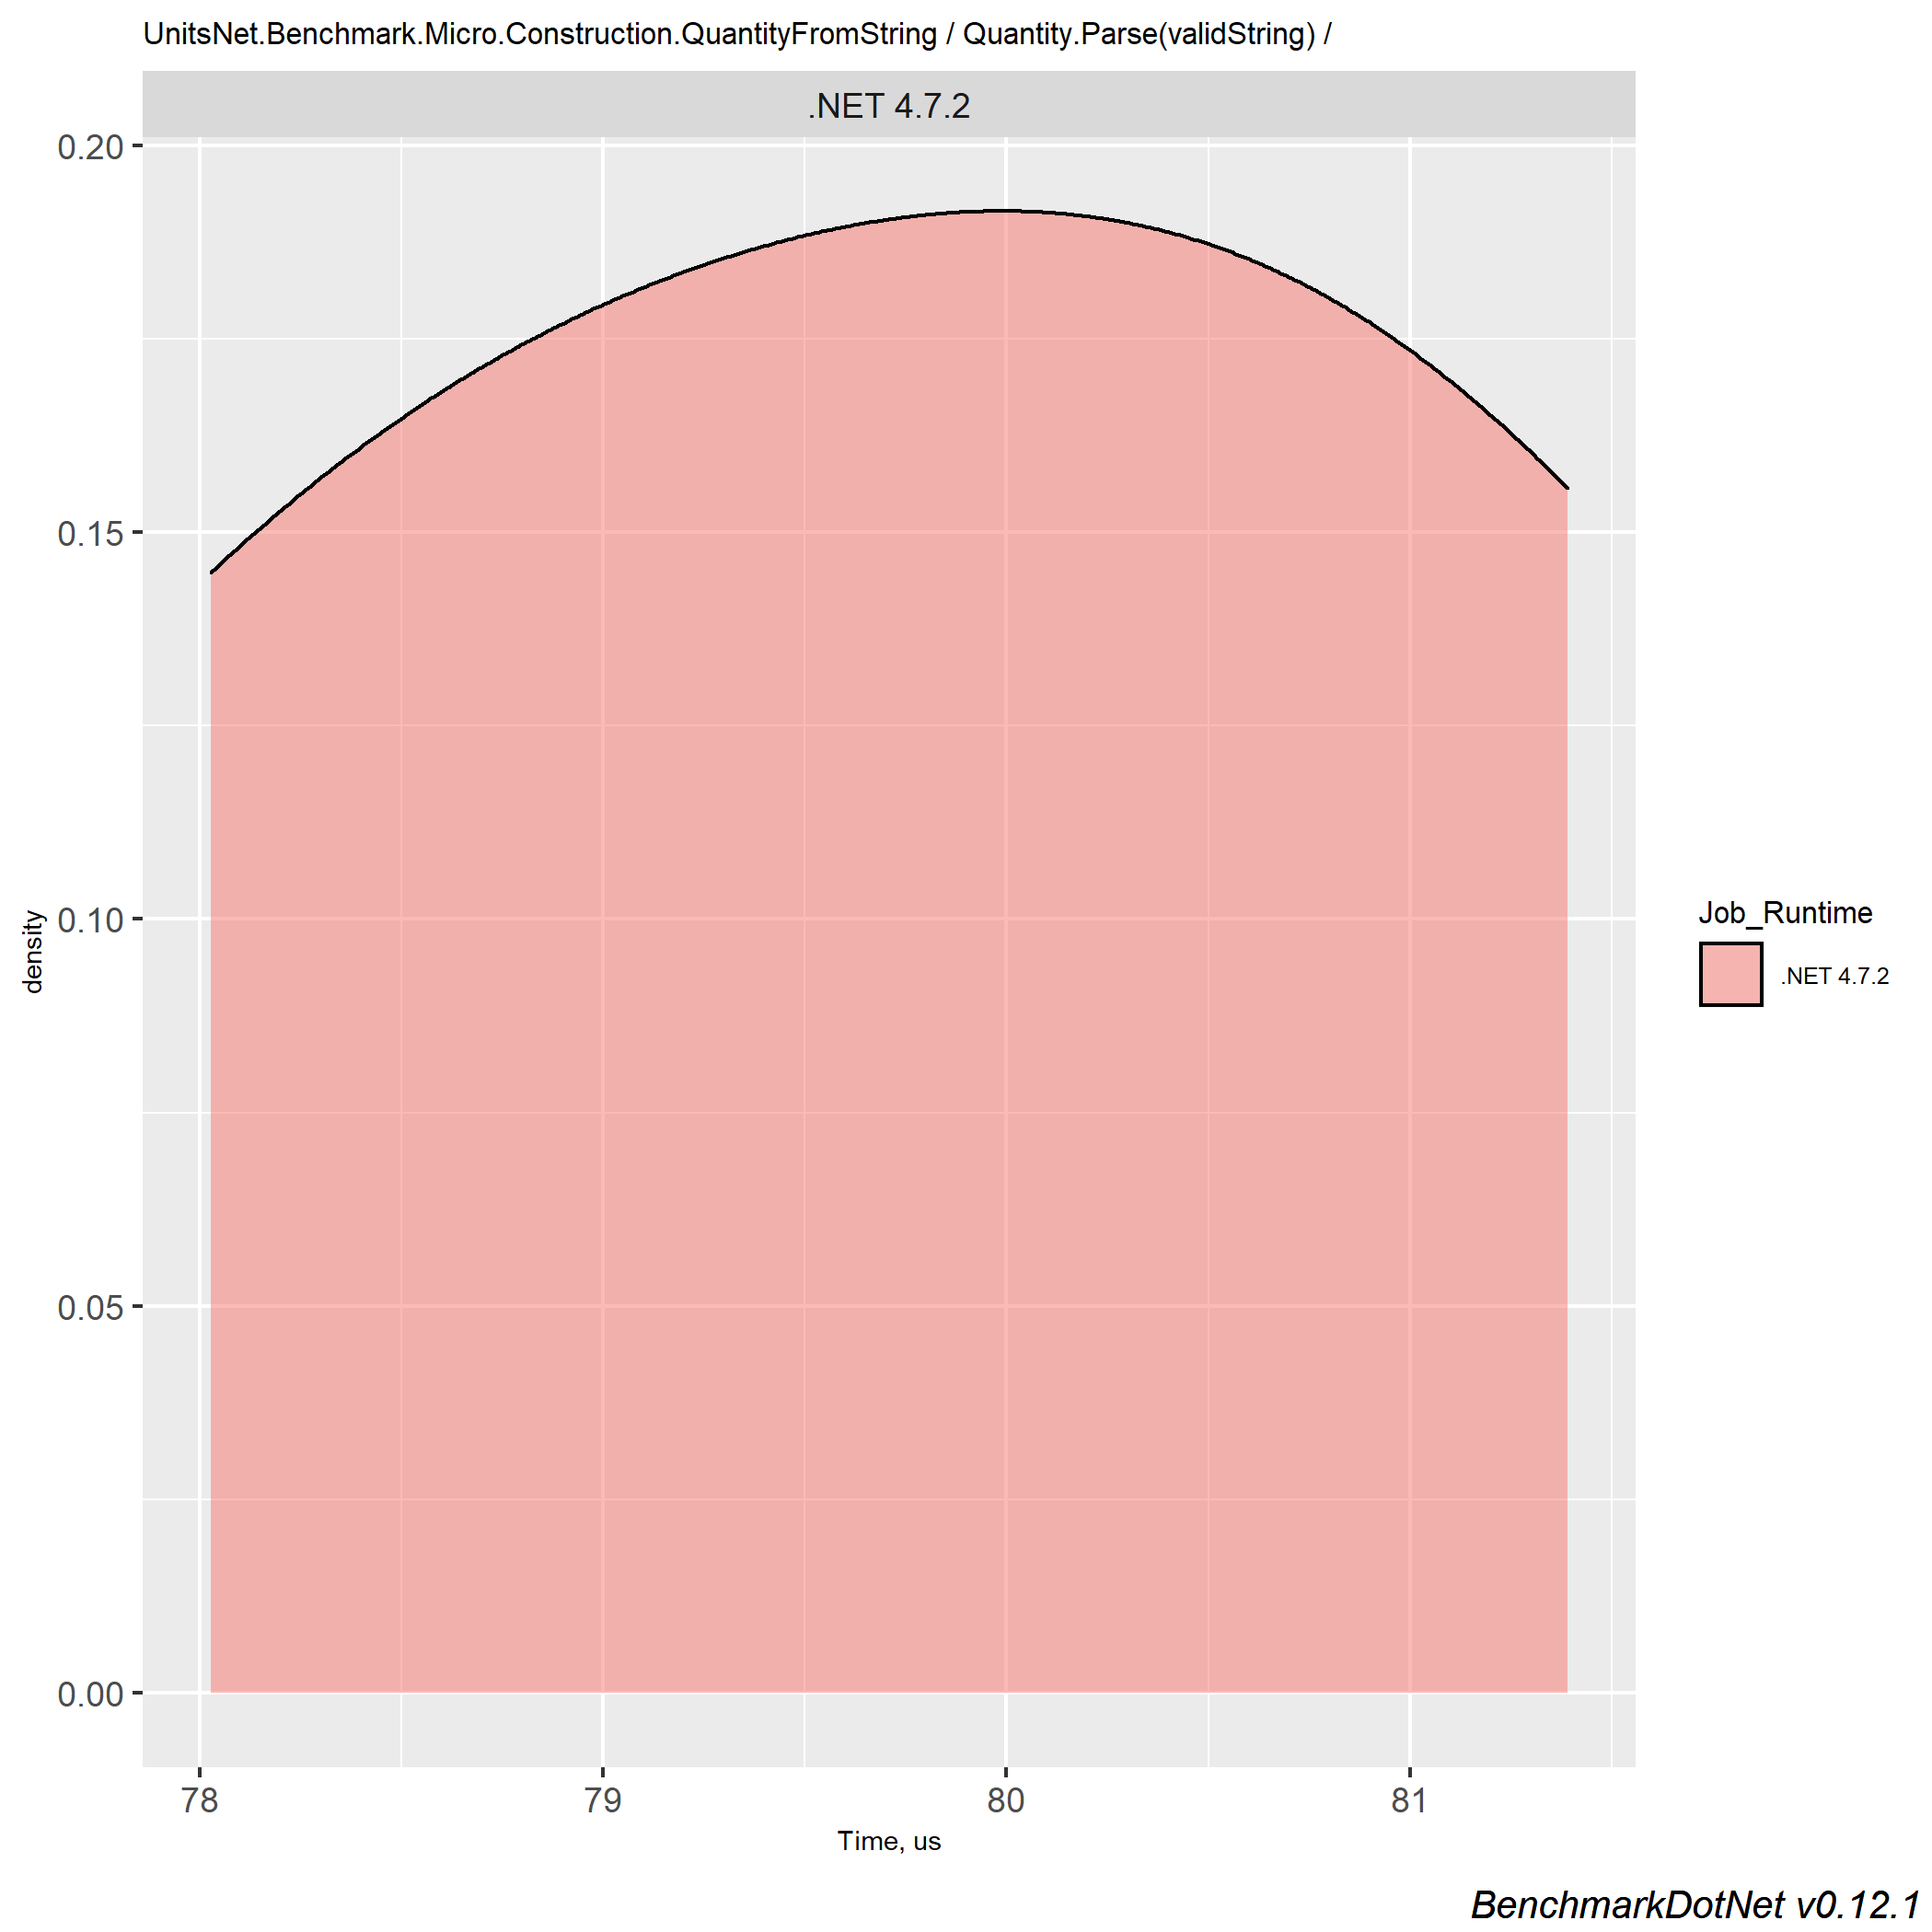 UnitsNet.Benchmark.Micro.Construction.QuantityFromString / Quantity.Parse(validString) /
.NET 4.7.2
0.20
0.15
0.10
0.05
0.00
density
78 79 80 81
Time, us
Job_Runtime
.NET 4.7.2
BenchmarkDotNet v0.12.1